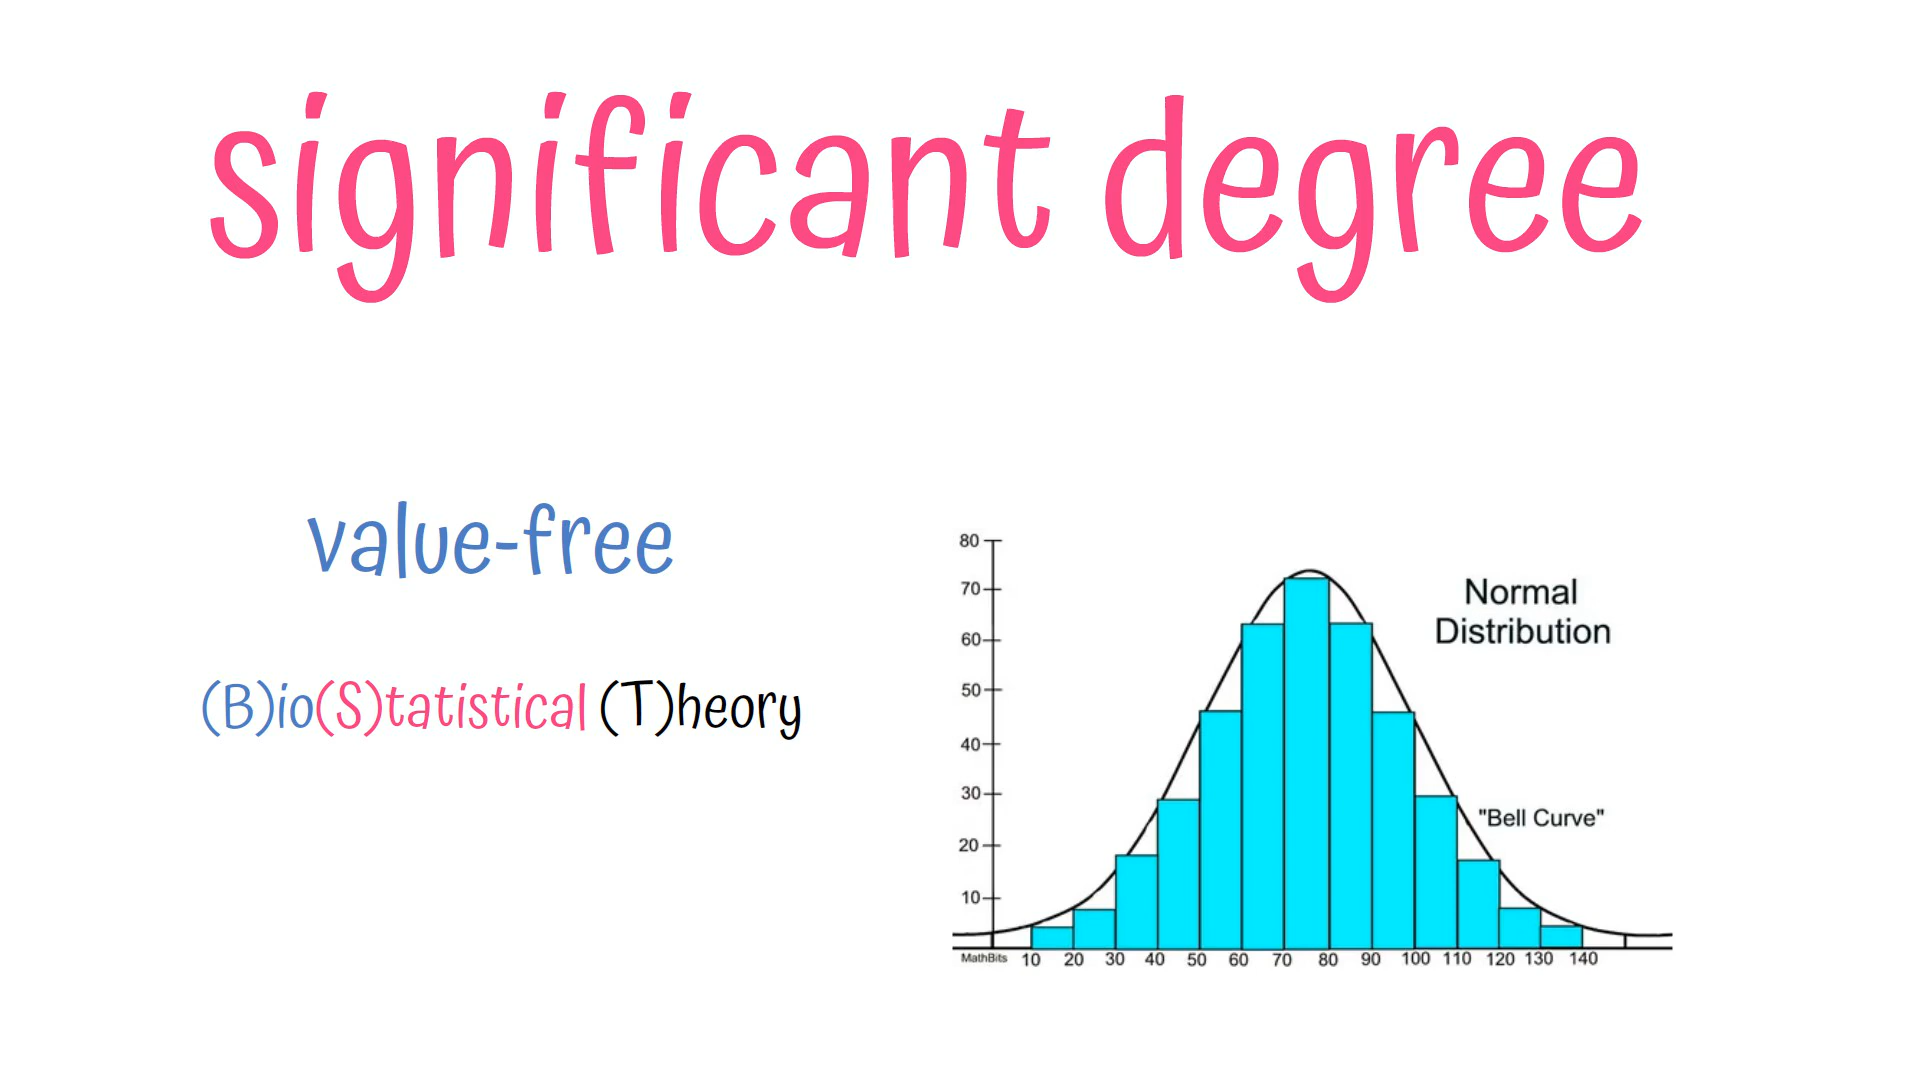 significant degree
value-free
(B)io(S)tatistical (T)heory
80
70
60
50
40
30
20
10
Normal
Distribution
"Bell Curve"
MathBits 10 20 30 40 50 60 70 80 90 100 110 120 130 140